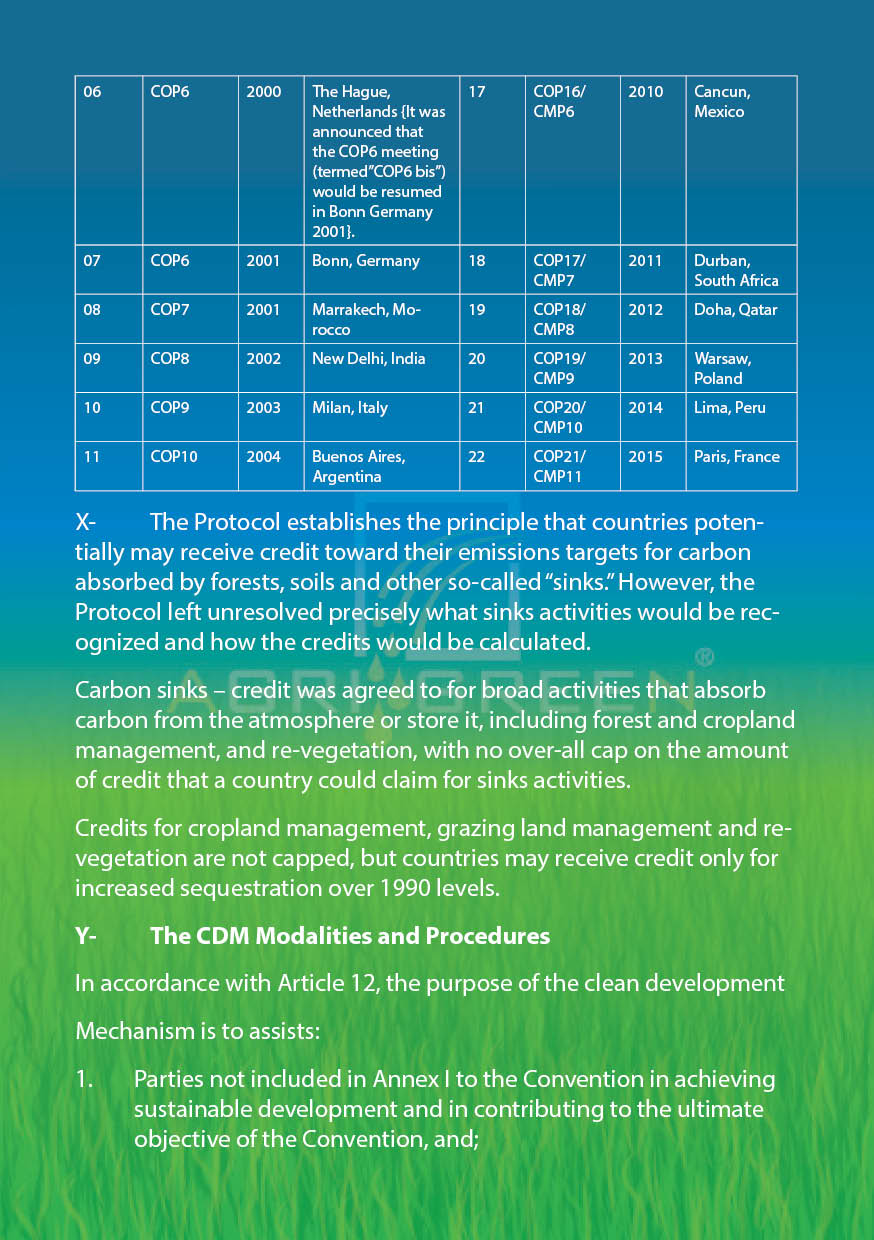 06 COP6 2000 The Hague, 17 COP16/ 2010 Cancun,
Netherlands {It was CMP6 Mexico
announced that
the COP6 meeting
(termed”COP6 bis”)
would be resumed
in Bonn Germany
2001}.
07 COP6 2001 Bonn, Germany 18 COP17/ 2011 Durban,
CMP7 South Africa
08 COP7 2001 Marrakech, Mo- 19 COP18/ 2012 Doha, Qatar
rocco CMP8
09 COP8 2002 New Delhi, India 20 COP19/ 2013 Warsaw,
CMP9 Poland
10 COP9 2003 Milan, Italy 21 COP20/ 2014 Lima, Peru
CMP10
11 COP10 2004 Buenos Aires, 22 COP21/ 2015 Paris, France
Argentina CMP11
X- The Protocol establishes the principle that countries poten-
tially may receive credit toward their emissions targets for carbon
absorbed by forests, soils and other so-called “sinks.” However, the
Protocol left unresolved precisely what sinks activities would be rec-
ognized and how the credits would be calculated.
AGRI GREEN®
Carbon sinks – credit was agreed to for broad activities that absorb
carbon from the atmosphere or store it, including forest and cropland
management, and re-vegetation, with no over-all cap on the amount
of credit that a country could claim for sinks activities.
Credits for cropland management, grazing land management and re-
vegetation are not capped, but countries may receive credit only for
increased sequestration over 1990 levels.
Y- The CDM Modalities and Procedures
In accordance with Article 12, the purpose of the clean development
Mechanism is to assists:
1. Parties not included in Annex I to the Convention in achieving
sustainable development and in contributing to the ultimate
objective of the Convention, and;